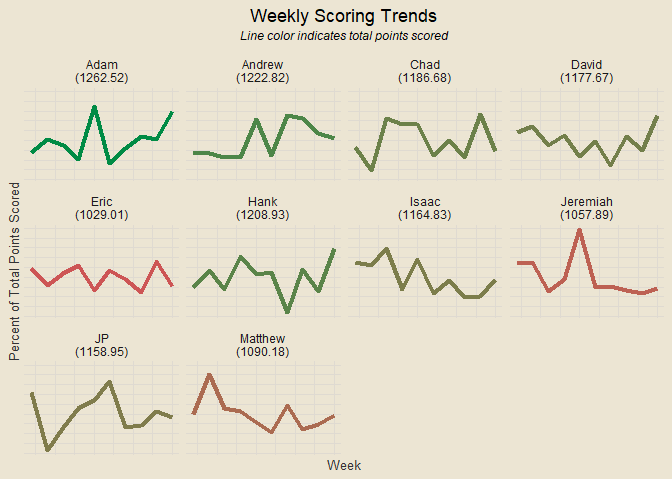 Weekly Scoring Trends
Line color indicates total points scored
Adam
(1262.52)
Andrew
(1222.82)
Chad
(1186.68)
David
(1177.67)
Eric
(1029.01)
Hank
(1208.93)
Isaac
(1164.83)
Jeremiah
(1057.89)
JP
(1158.95)
Matthew
(1090.18)
Percent of Total Points Scored
Week